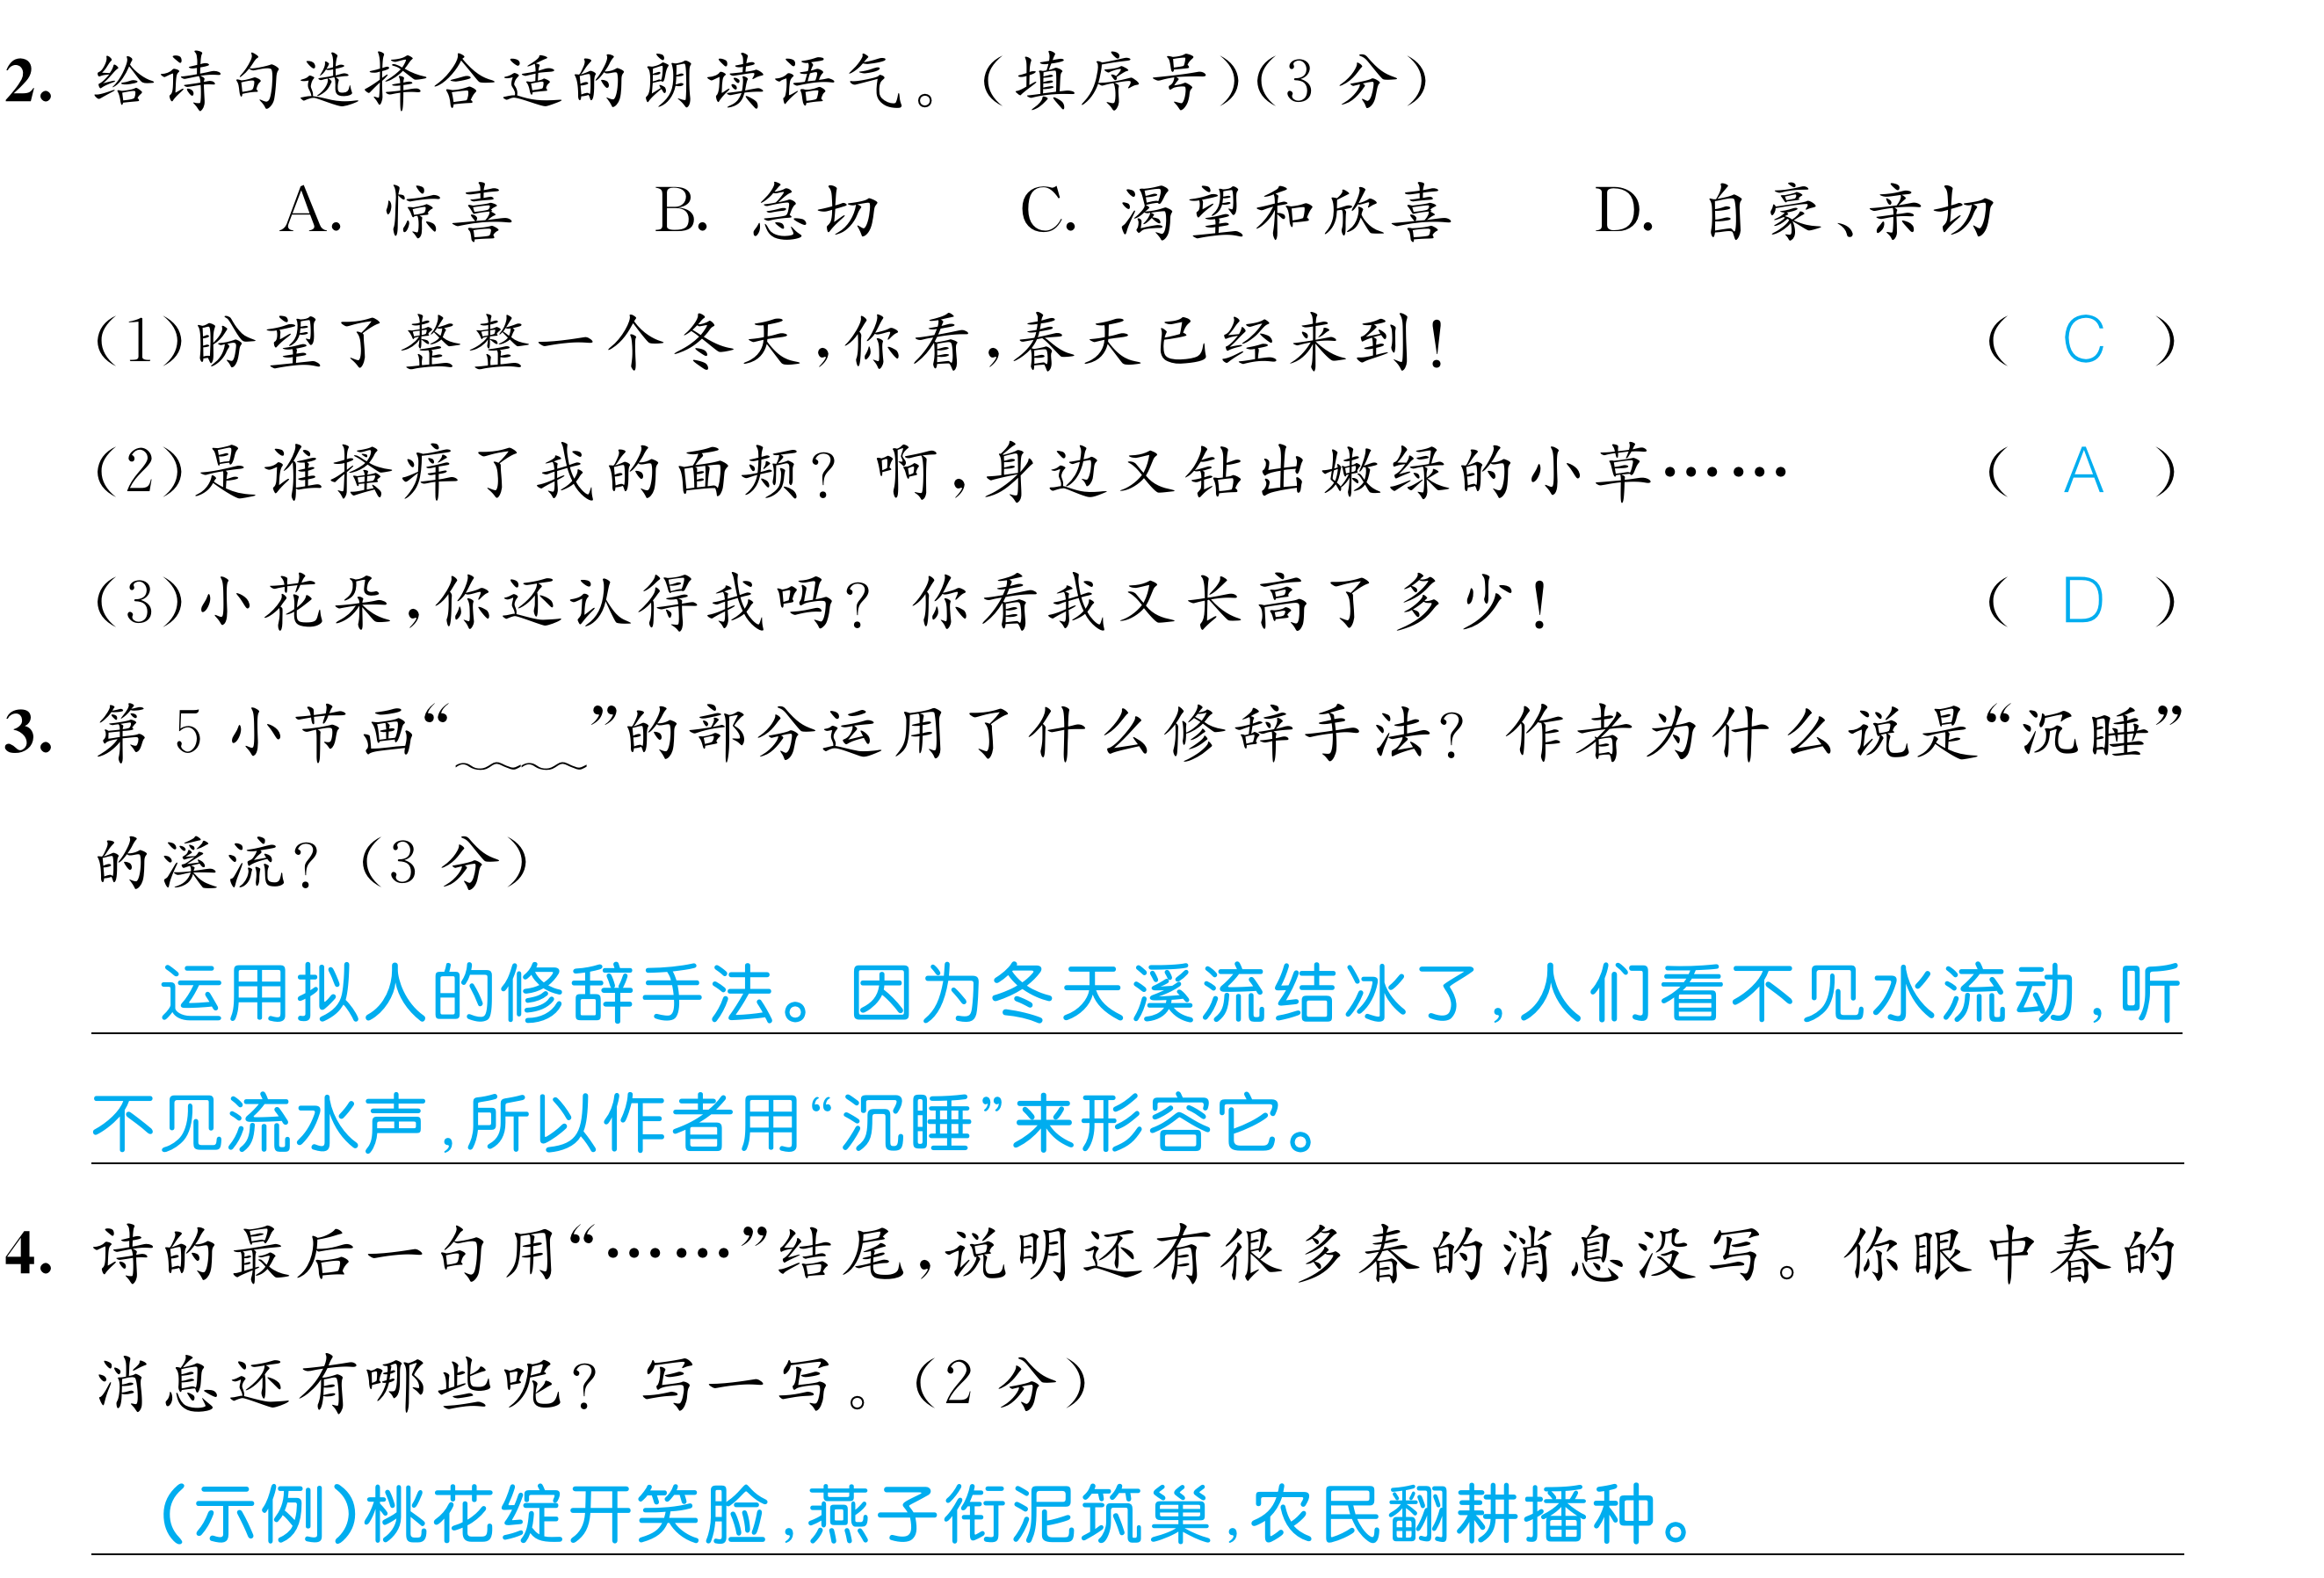 2. 给诗句选择合适的朗读语气。(填序号)(3 分)
A. 惊喜 B. 急切 C. 渴望和欣喜 D. 自豪、亲切
(1)盼望了整整一个冬天,你看,春天已经来到! ( C )
(2)是谁挠痒了我的面颊?啊,身边又钻出嫩绿的小草…… ( A )
(3)小花朵,你还认得我吗?你看我又长高了多少! ( D )
3. 第 5 小节画“﹏﹏”的部分运用了什么修辞手法?作者为什么说是“沉睡”
的溪流?(3 分)
运用拟人的修辞手法。因为冬天溪流结冰了,人们看不见水流动,听
不见流水声,所以作者用“沉睡”来形容它。
4. 诗的最后一句用“……”结尾,说明还有很多春的消息没写。你眼中春的
消息还有哪些呢?写一写。(2 分)
(示例)桃花绽开笑脸,燕子衔泥筑巢,农民翻耕播种。